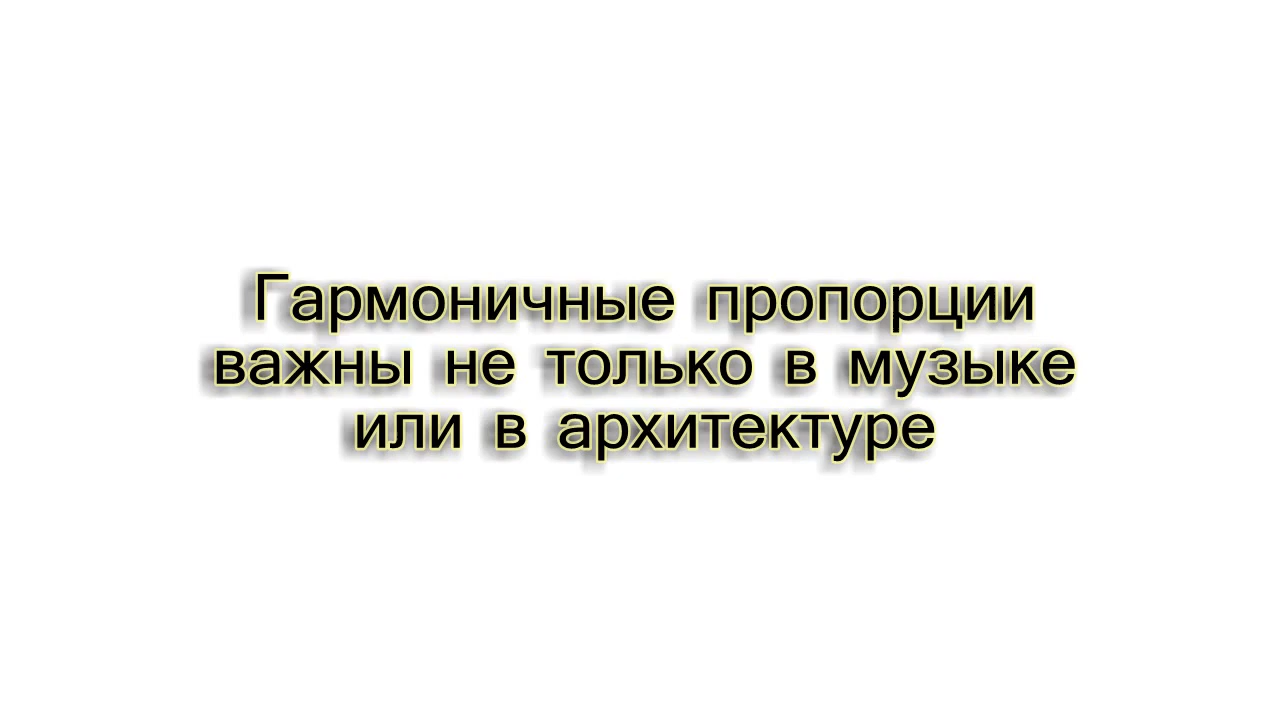 Гармоничные пропорции
важны не только в музыке
или в архитектуре